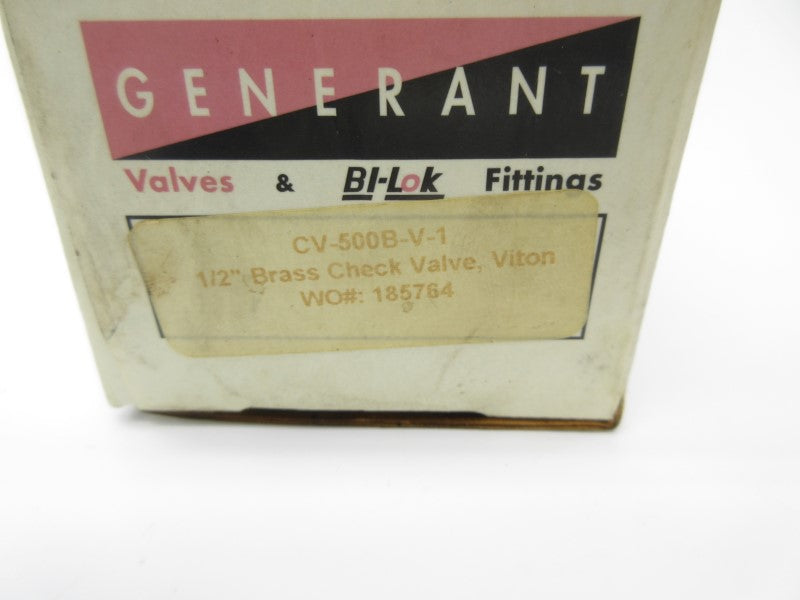 GENERANT
Valves & BI-Lok Fittings
CV-500B-V-1
1/2" Brass Check Valve, Viton
WO#: 185764